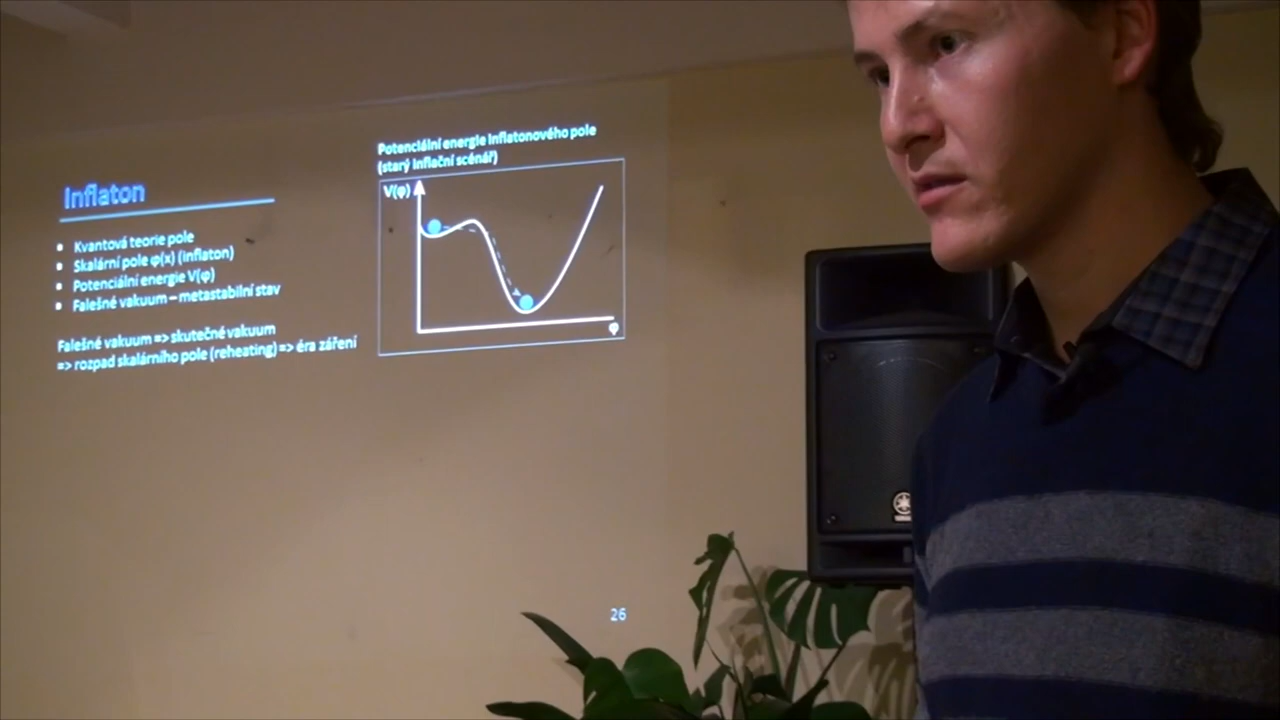 Inflaton
Kvantová teorie pole
Skalární pole φ(x) (inflaton)
Potenciální energie V(φ)
Falešné vakuum – metastabilní stav
Falešné vakuum => skutečné vakuum
=> rozpad skalárního pole (reheating) => éra záření
Potenciální energie inflatonového pole
(starý inflační scénář)
V(φ)
φ
26
YAMAHA